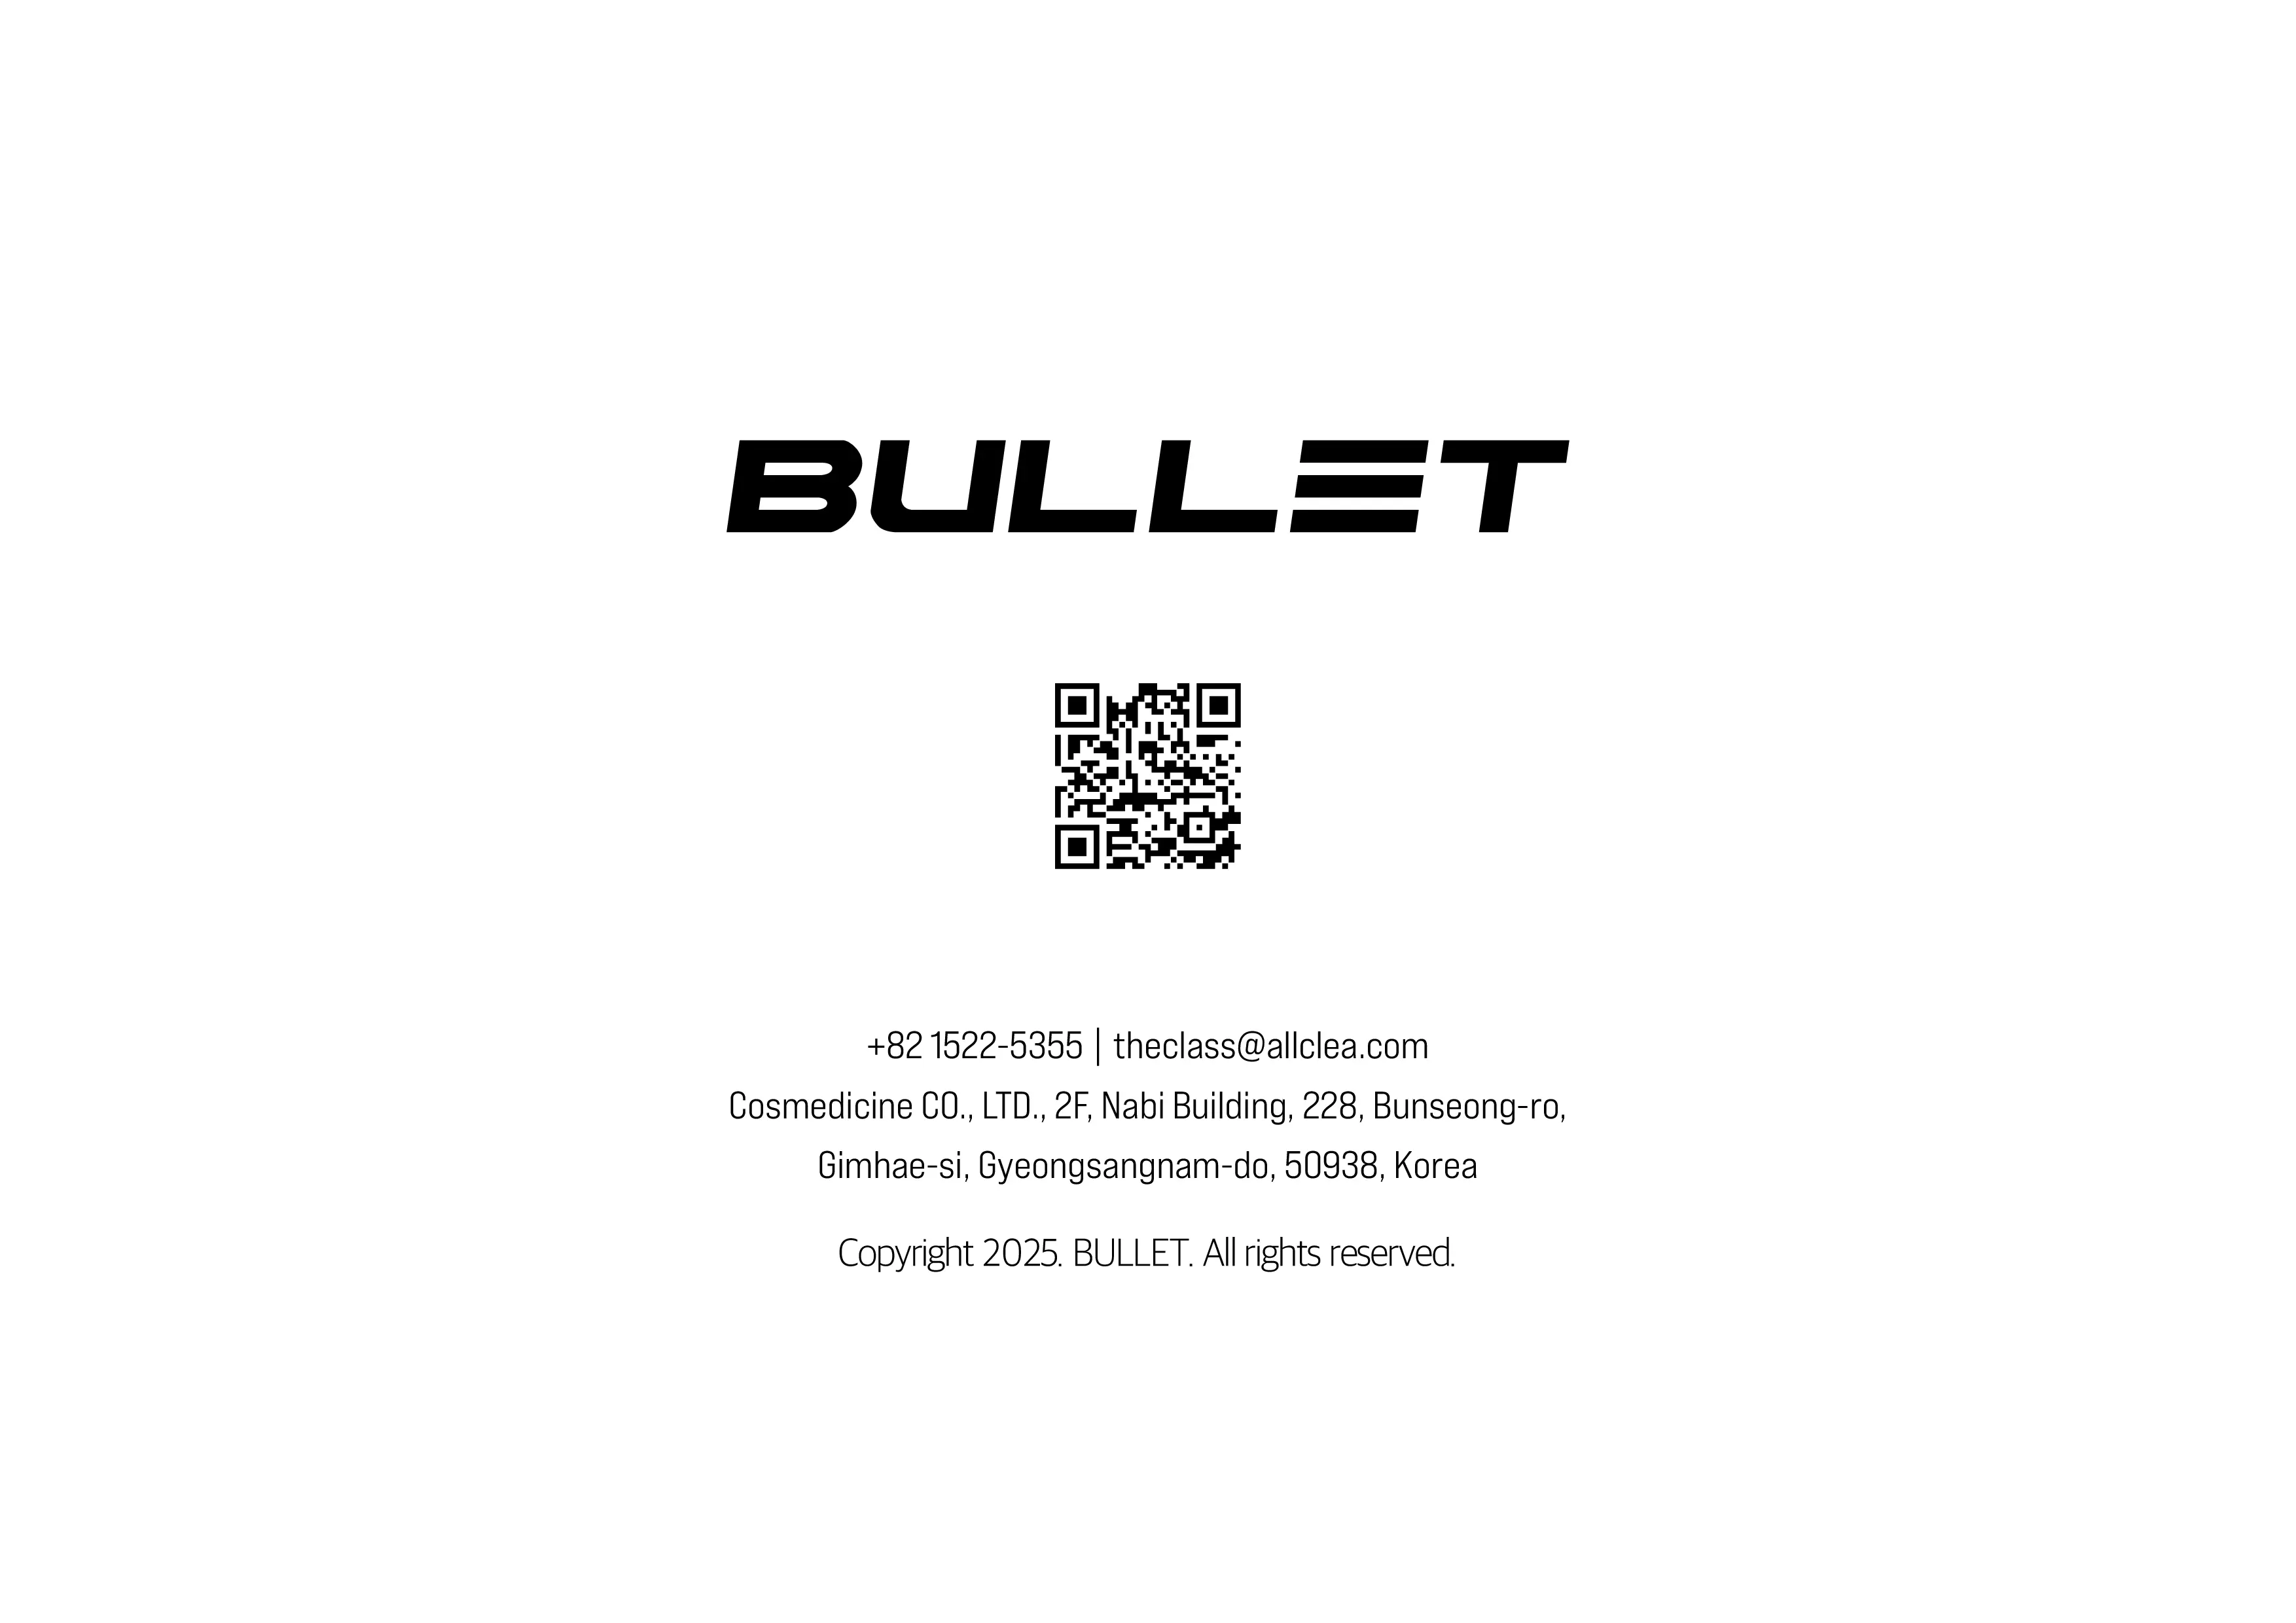 BULLET
+82 1522-5355 | theclass@allclea.com
Cosmedicine CO., LTD., 2F, Nabi Building, 228, Bunseong-ro,
Gimhae-si, Gyeongsangnam-do, 50938, Korea
Copyright 2025. BULLET. All rights reserved.